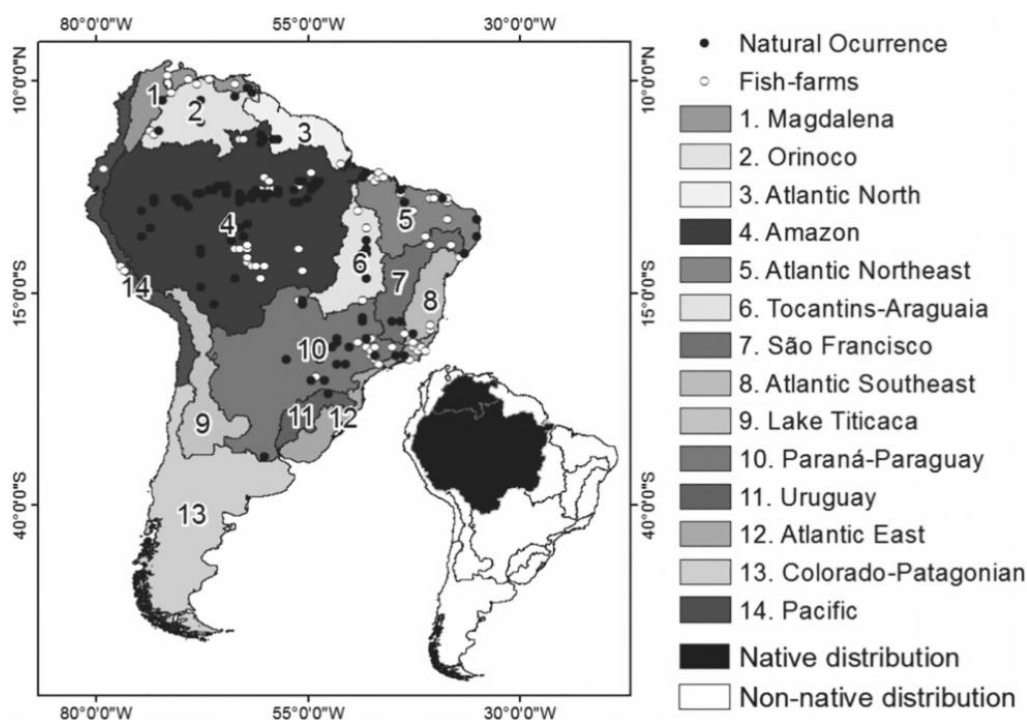 80°0'0"W 55°0'0"W 30°0'0"W
10°0'0"N
15°0'0"S
40°0'0"S
1
2
3
4
5
6
7
8
14
10
9
11
12
13
10°0'0"N
15°0'0"S
40°0'0"S
80°0'0"W 55°0'0"W 30°0'0"W
Natural Ocurrence
Fish-farms
1. Magdalena
2. Orinoco
3. Atlantic North
4. Amazon
5. Atlantic Northeast
6. Tocantins-Araguaia
7. São Francisco
8. Atlantic Southeast
9. Lake Titicaca
10. Paraná-Paraguay
11. Uruguay
12. Atlantic East
13. Colorado-Patagonian
14. Pacific
Native distribution
Non-native distribution